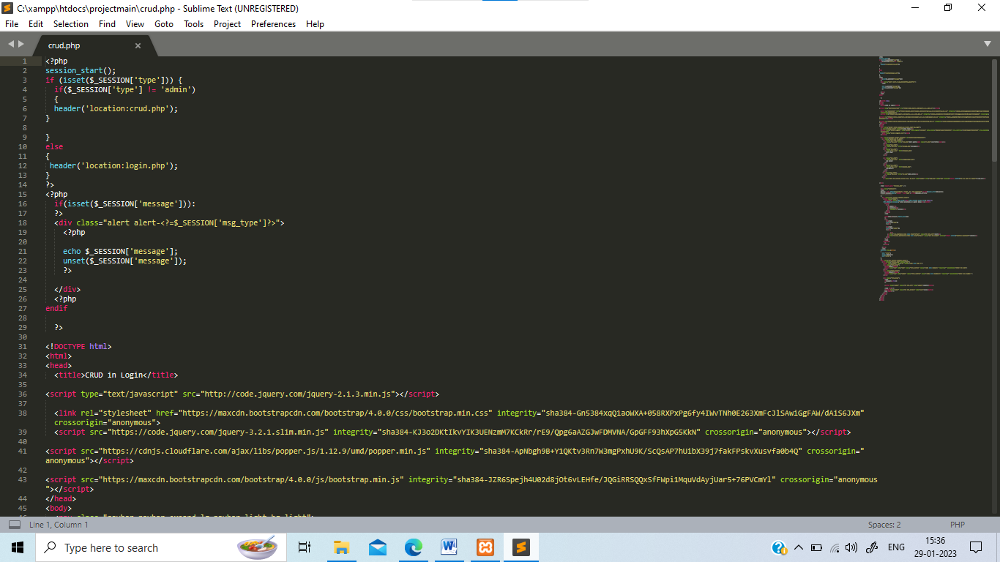 C:\xampp\htdocs\projectmain\crud.php - Sublime Text (UNREGISTERED)
File Edit Selection Find View Goto Tools Project Preferences Help
crud.php
1 <?php
2 session_start();
3 if (isset($_SESSION['type'])) {
4 if($_SESSION['type'] != 'admin')
5 {
6 header('location:crud.php');
7 }
8
9 }
10 else
11 {
12 header('location:login.php');
13 }
14 ?>
15 <?php
16 if(isset($_SESSION['message'])):
17 ?>
18 <div class="alert alert-<?=$_SESSION['msg_type']?>">
19 <?php
20
21 echo $_SESSION['message'];
22 unset($_SESSION['message']);
23 ?>
24
25 </div>
26 <?php
27 endif
28
29 ?>
30
31 <!DOCTYPE html>
32 <html>
33 <head>
34 <title>CRUD in Login</title>
35
36 <script type="text/javascript" src="http://code.jquery.com/jquery-2.1.3.min.js"></script>
37
38 <link rel="stylesheet" href="https://maxcdn.bootstrapcdn.com/bootstrap/4.0.0/css/bootstrap.min.css" integrity="sha384-Gn5384xqQ1aoWXA+058RXPxPg6fy4IWvTNh0E263XmFcJlSAwiGgFAW/dAiS6JXm"
crossorigin="anonymous">
39 <script src="https://code.jquery.com/jquery-3.2.1.slim.min.js" integrity="sha384-KJ3o2DKtIkvYIK3UENzmM7KCkRr/rE9/Qpg6aAZGJwFDMVNA/GpGFF93hXpG5KkN" crossorigin="anonymous"></script>
40
41 <script src="https://cdnjs.cloudflare.com/ajax/libs/popper.js/1.12.9/umd/popper.min.js" integrity="sha384-ApNbgh9B+Y1QKtv3Rn7W3mgPxhU9K/ScQsAP7hUibX39j7fakFPskvXusvfa0b4Q" crossorigin="
anonymous"></script>
42
43 <script src="https://maxcdn.bootstrapcdn.com/bootstrap/4.0.0/js/bootstrap.min.js" integrity="sha384-JZR6Spejh4U02d8jOt6vLEHfe/JQGiRRSQQxSfFWpi1MquVdAyjUar5+76PVCmYl" crossorigin="anonymous
"></script>
44 </head>
45 <body>
Line 1, Column 1
Spaces: 2
PHP
Type here to search
ENG
15:36
29-01-2023